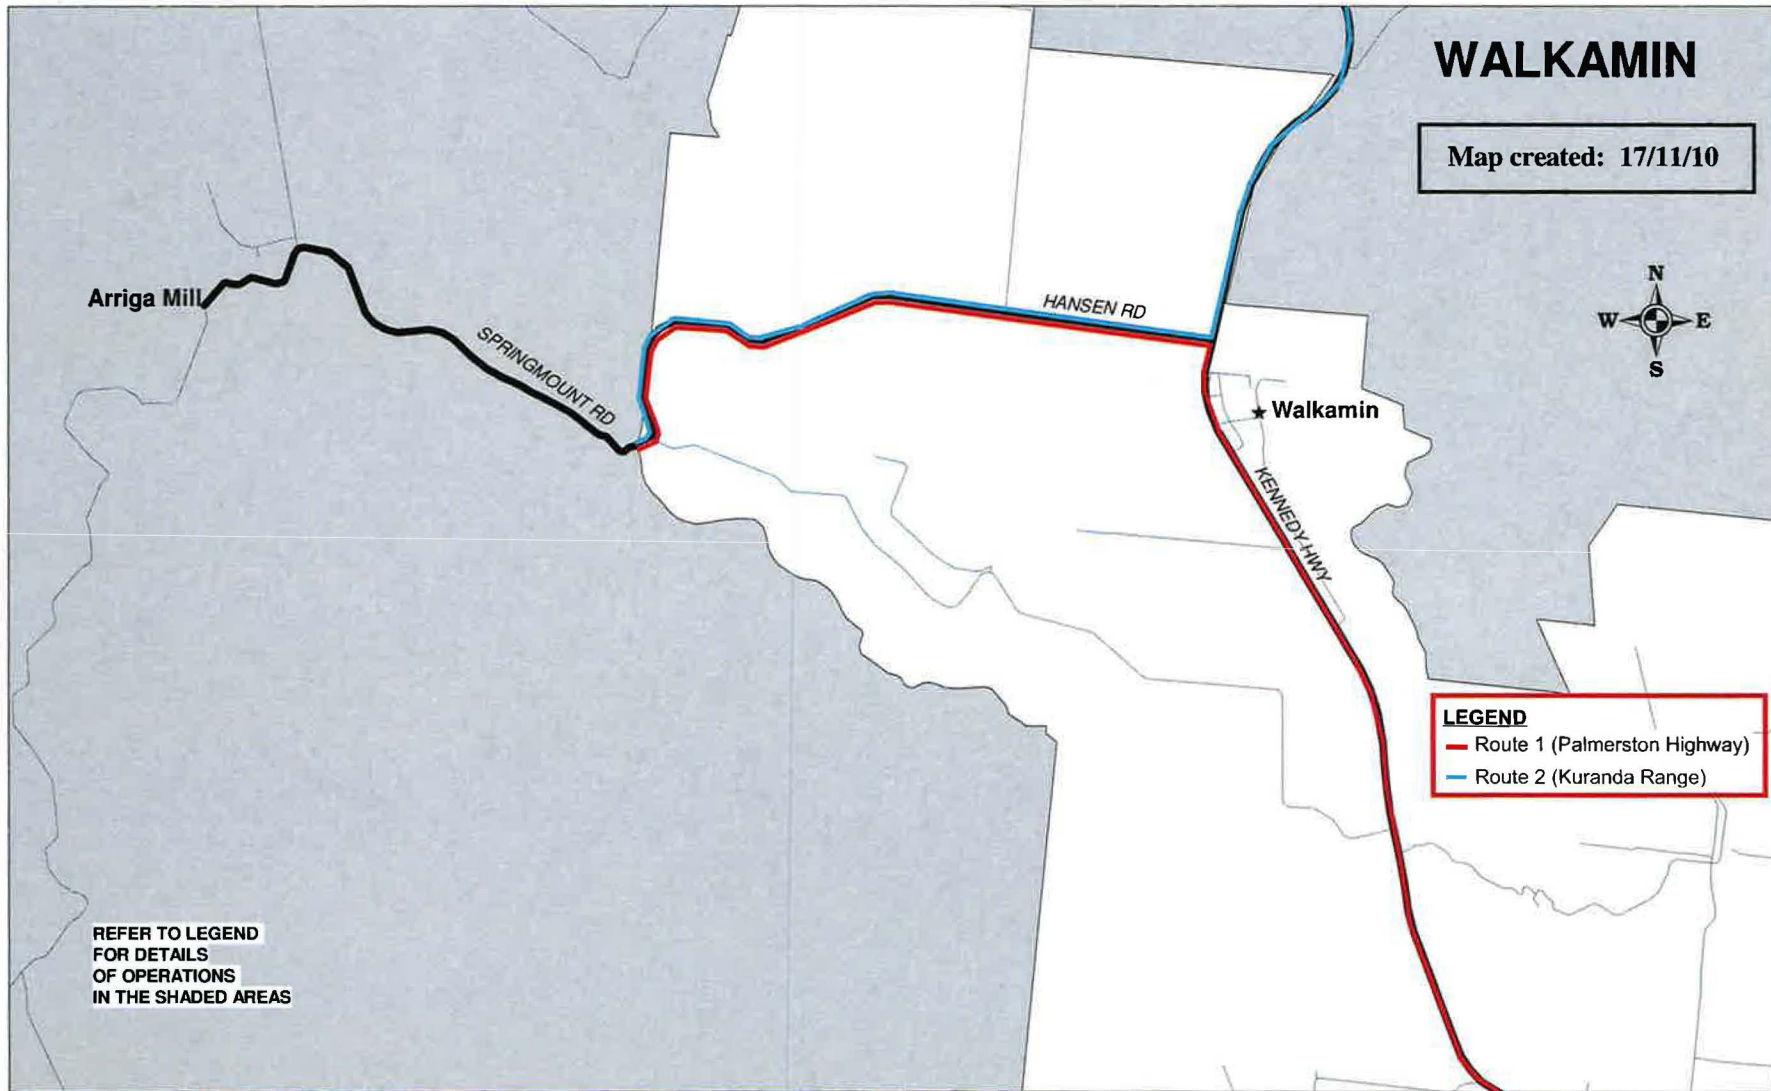 WALKAMIN
Map created: 17/11/10
N
W E
S
Arriga Mill
SPRINGMOUNT RD
HANSEN RD
Walkamin
KENNEDY HWY
LEGEND
Route 1 (Palmerston Highway)
Route 2 (Kuranda Range)
REFER TO LEGEND
FOR DETAILS
OF OPERATIONS
IN THE SHADED AREAS